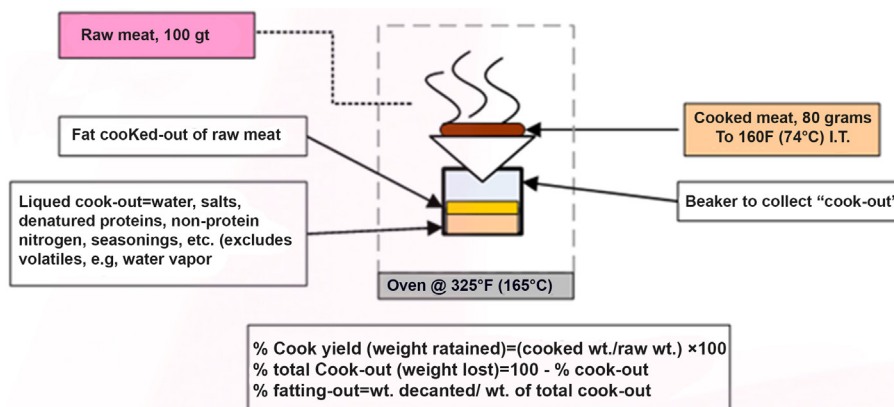 Raw meat, 100 gt
Fat cooKed-out of raw meat
Cooked meat, 80 grams
To 160F (74°C) I.T.
Liqued cook-out=water, salts,
denatured proteins, non-protein
nitrogen, seasonings, etc. (excludes
volatiles, e.g, water vapor
Beaker to collect “cook-out”
Oven @ 325°F (165°C)
% Cook yield (weight ratained)=(cooked wt./raw wt.) ×100
% total Cook-out (weight lost)=100 - % cook-out
% fatting-out=wt. decanted/ wt. of total cook-out